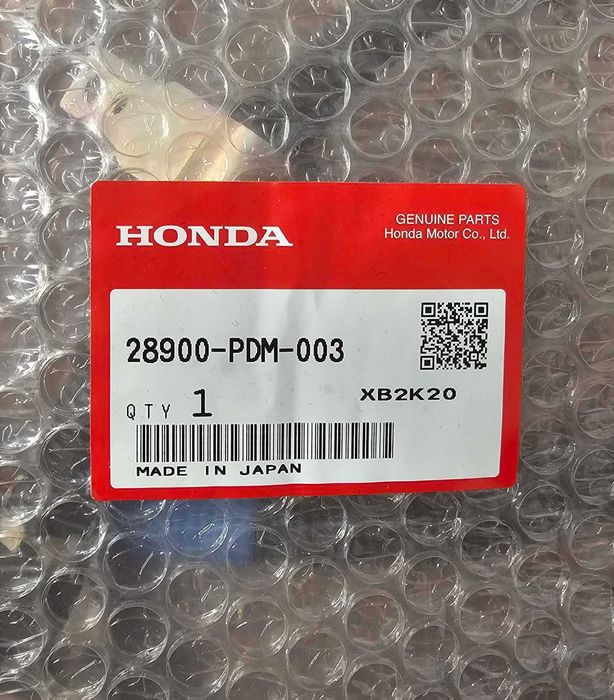 HONDA
GENUINE PARTS
Honda Motor Co., Ltd.
28900-PDM-003
XB2K20
QTY 1
MADE IN JAPAN